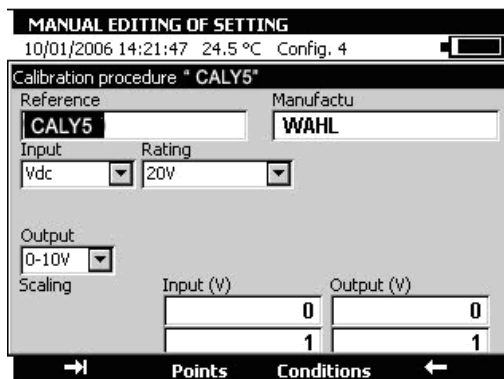 MANUAL EDITING OF SETTING
10/01/2006 14:21:47 24.5 °C Config. 4
Calibration procedure " CALY5"
Reference Manufactu
CALY5 WAHL
Input Rating
Vdc 20V
Output
0-10V
Scaling Input (V) Output (V)
0 0
1 1
Points Conditions